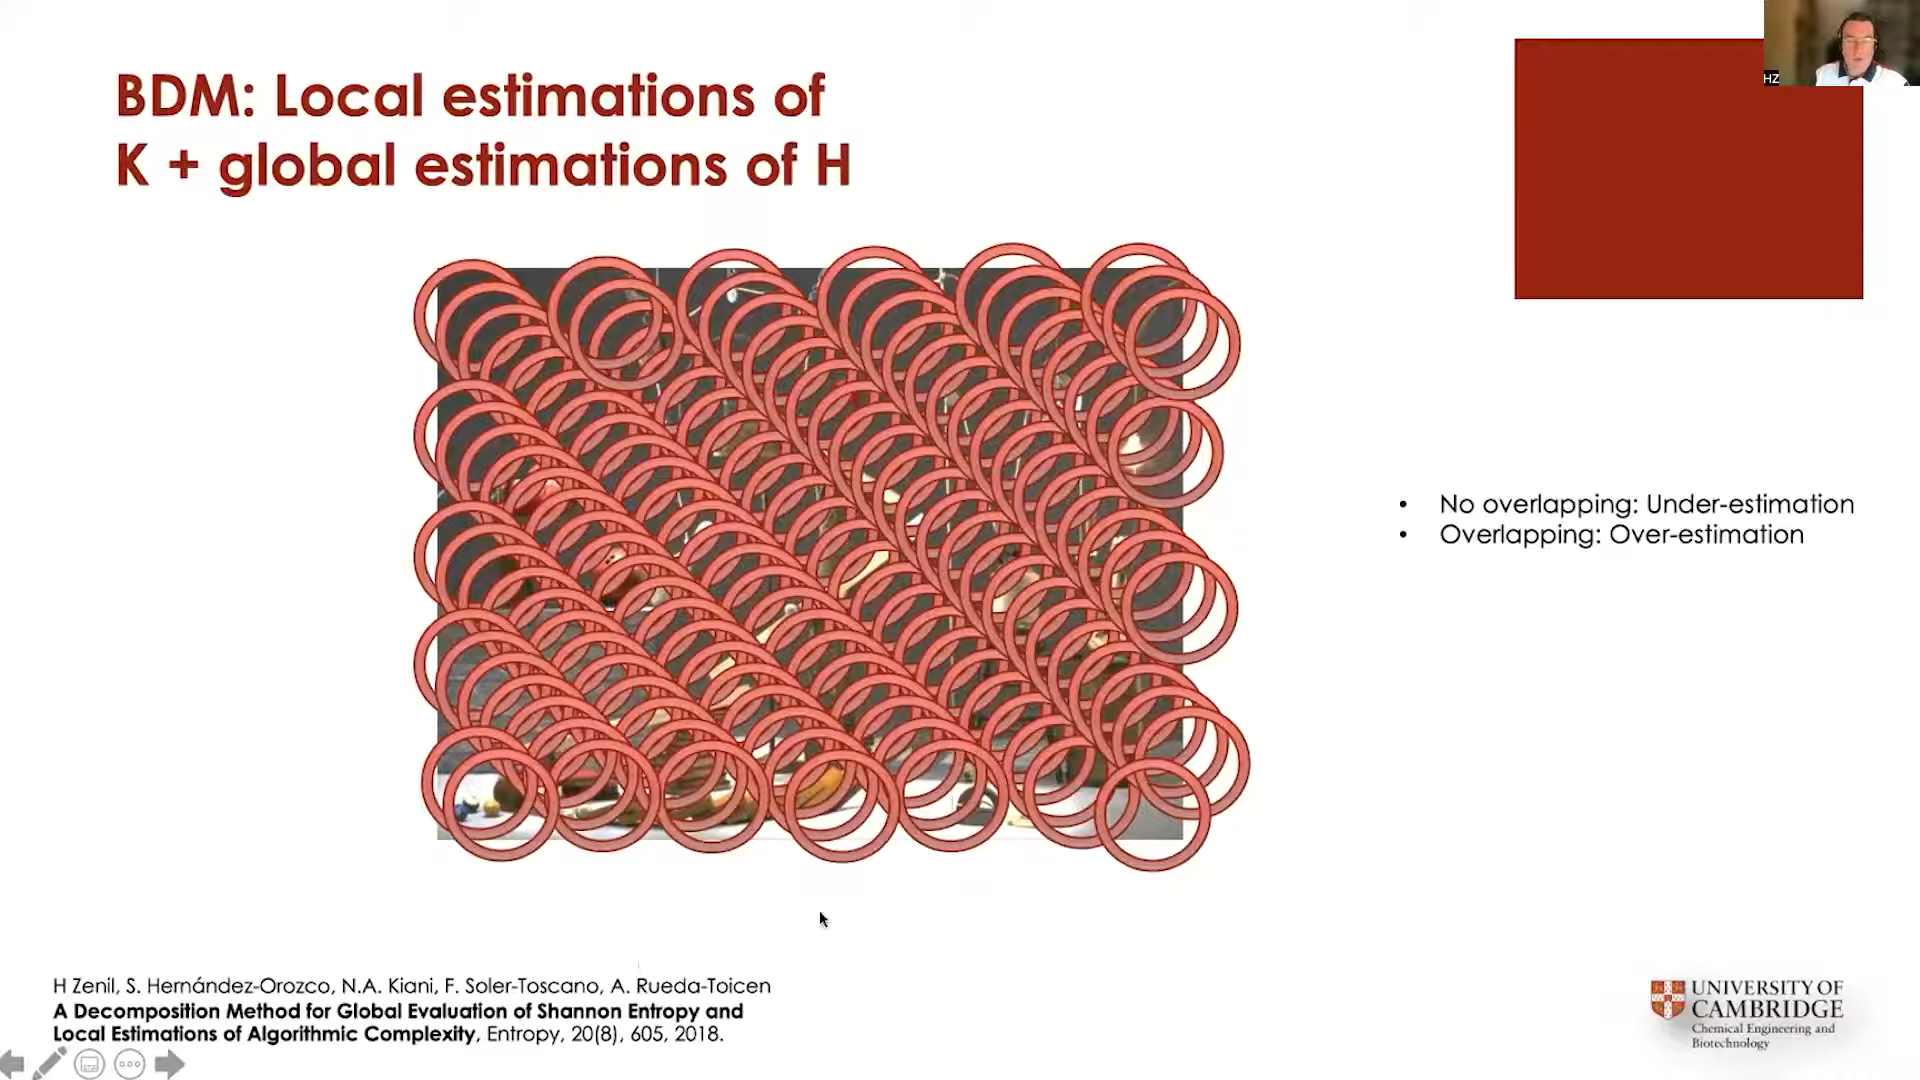 HZ
BDM: Local estimations of
K + global estimations of H
• No overlapping: Under-estimation
• Overlapping: Over-estimation
H Zenil, S. Hernández-Orozco, N.A. Kiani, F. Soler-Toscano, A. Rueda-Toicen
A Decomposition Method for Global Evaluation of Shannon Entropy and
Local Estimations of Algorithmic Complexity, Entropy, 20(8), 605, 2018.
UNIVERSITY OF
CAMBRIDGE
Chemical Engineering and
Biotechnology